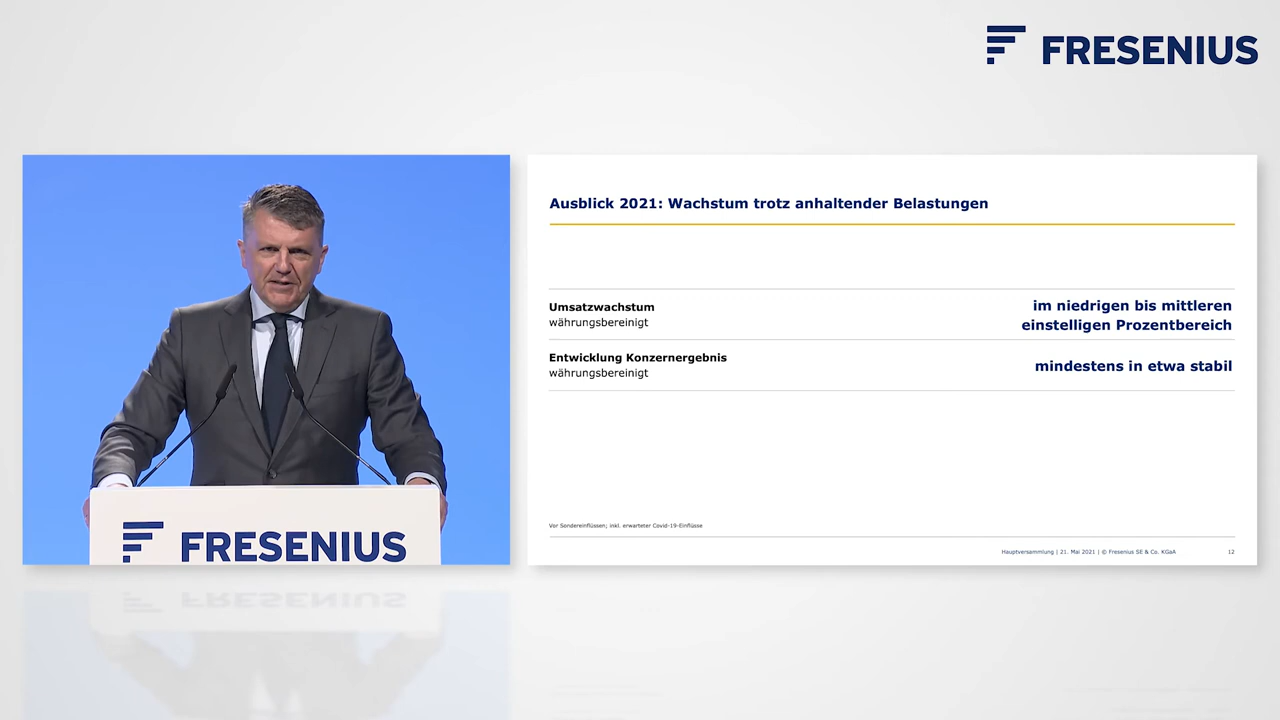 FRESENIUS
Ausblick 2021: Wachstum trotz anhaltender Belastungen
Umsatzwachstum
währungsbereinigt
im niedrigen bis mittleren
einstelligen Prozentbereich
Entwicklung Konzernergebnis
währungsbereinigt
mindestens in etwa stabil
Vor Sondereinflüssen; inkl. erwarteter Covid-19-Einflüsse
Hauptversammlung | 21. Mai 2021 | © Fresenius SE & Co. KGaA 12
FRESENIUS